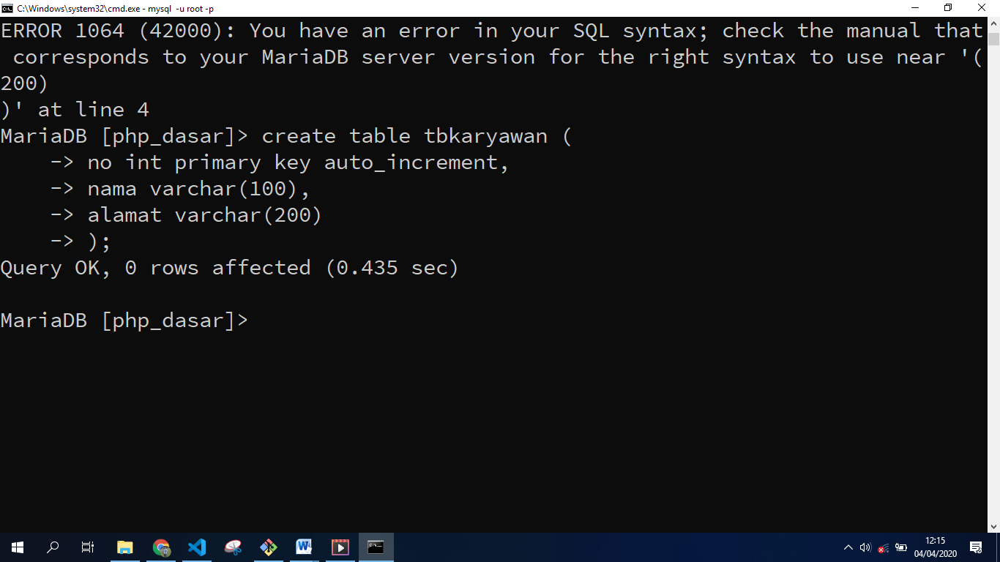 C:\Windows\system32\cmd.exe - mysql  -u root -p
ERROR 1064 (42000): You have an error in your SQL syntax; check the manual that
 corresponds to your MariaDB server version for the right syntax to use near '(
200)
)' at line 4
MariaDB [php_dasar]> create table tbkaryawan (
    -> no int primary key auto_increment,
    -> nama varchar(100),
    -> alamat varchar(200)
    -> );
Query OK, 0 rows affected (0.435 sec)
MariaDB [php_dasar]>
12:15
04/04/2020